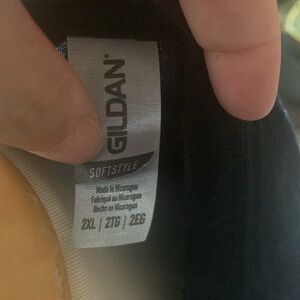 GILDAN®
SOFTSTYLE
Made in Nicaragua
Fabriqué au Nicaragua
Hecho en Nicaragua
2XL | 2TG | 2EG